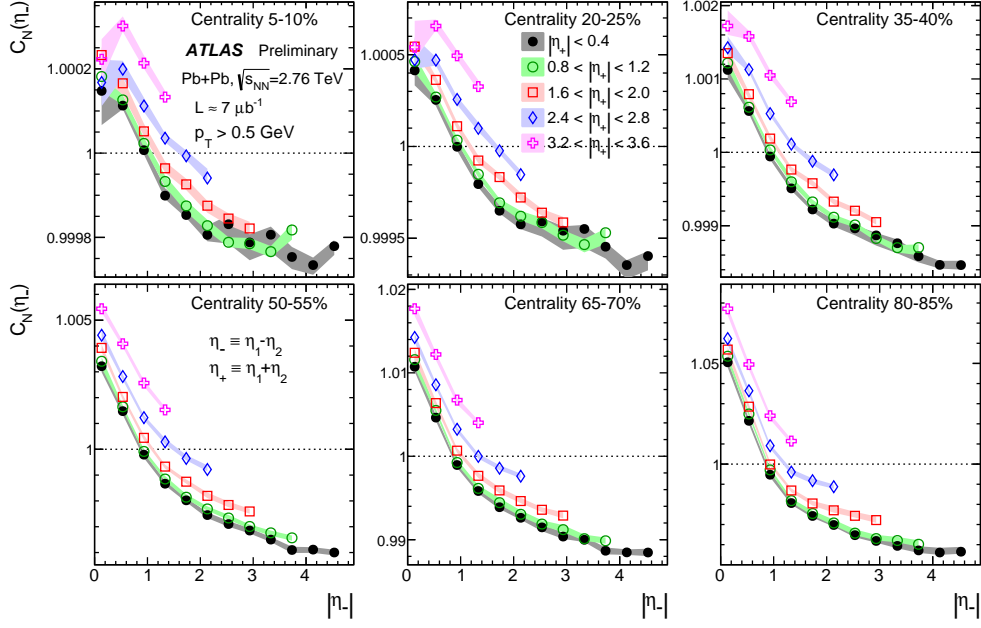 C_N(η_-)
Centrality 5-10%
ATLAS Preliminary
Pb+Pb, √s_NN=2.76 TeV
L ≈ 7 μb⁻¹
p_T > 0.5 GeV
1.0002
1
0.9998
Centrality 20-25%
|η_+| < 0.4
0.8 < |η_+| < 1.2
1.6 < |η_+| < 2.0
2.4 < |η_+| < 2.8
3.2 < |η_+| < 3.6
1.0005
1
0.9995
Centrality 35-40%
1.002
1.001
1
0.999
C_N(η_-)
Centrality 50-55%
η_- ≡ η_1-η_2
η_+ ≡ η_1+η_2
1.005
1
0 1 2 3 4
|η_-|
Centrality 65-70%
1.02
1.01
1
0.99
0 1 2 3 4
|η_-|
Centrality 80-85%
1.05
1
0 1 2 3 4
|η_-|